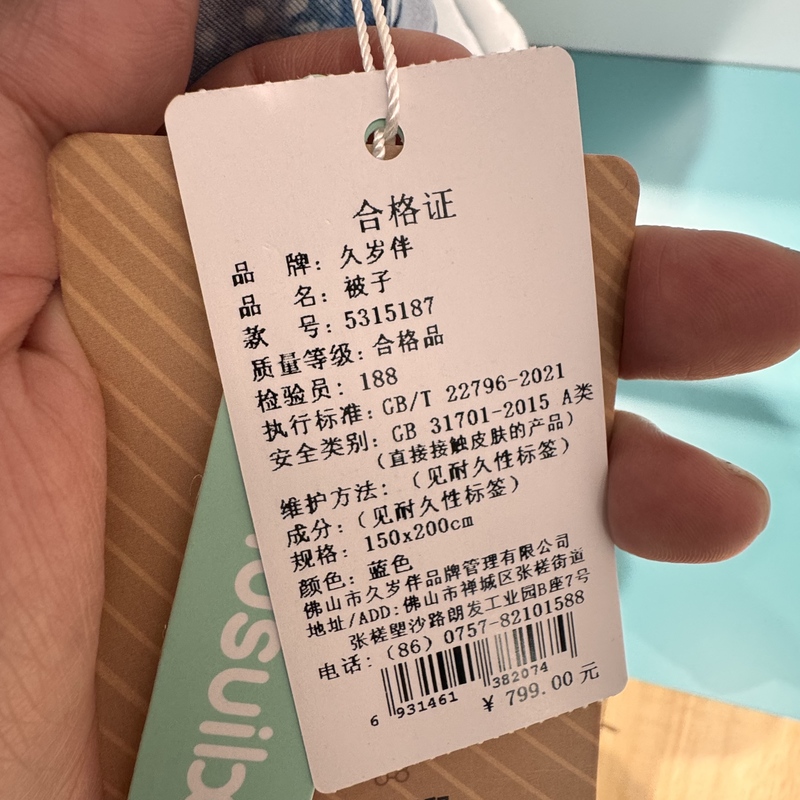 合格证
品 牌：久岁伴
品 名：被子
款 号：5315187
质量等级：合格品
检验员：188
执行标准：GB/T 22796-2021
安全类别：GB 31701-2015 A类
（直接接触皮肤的产品）
维护方法：（见耐久性标签）
成分：（见耐久性标签）
规格：150x200cm
颜色：蓝色
佛山市久岁伴品牌管理有限公司
地址/ADD:佛山市禅城区张槎街道
张槎塱沙路朗发工业园B座7号
电话：(86) 0757-82101588
6 931461 382074
￥ 799.00 元